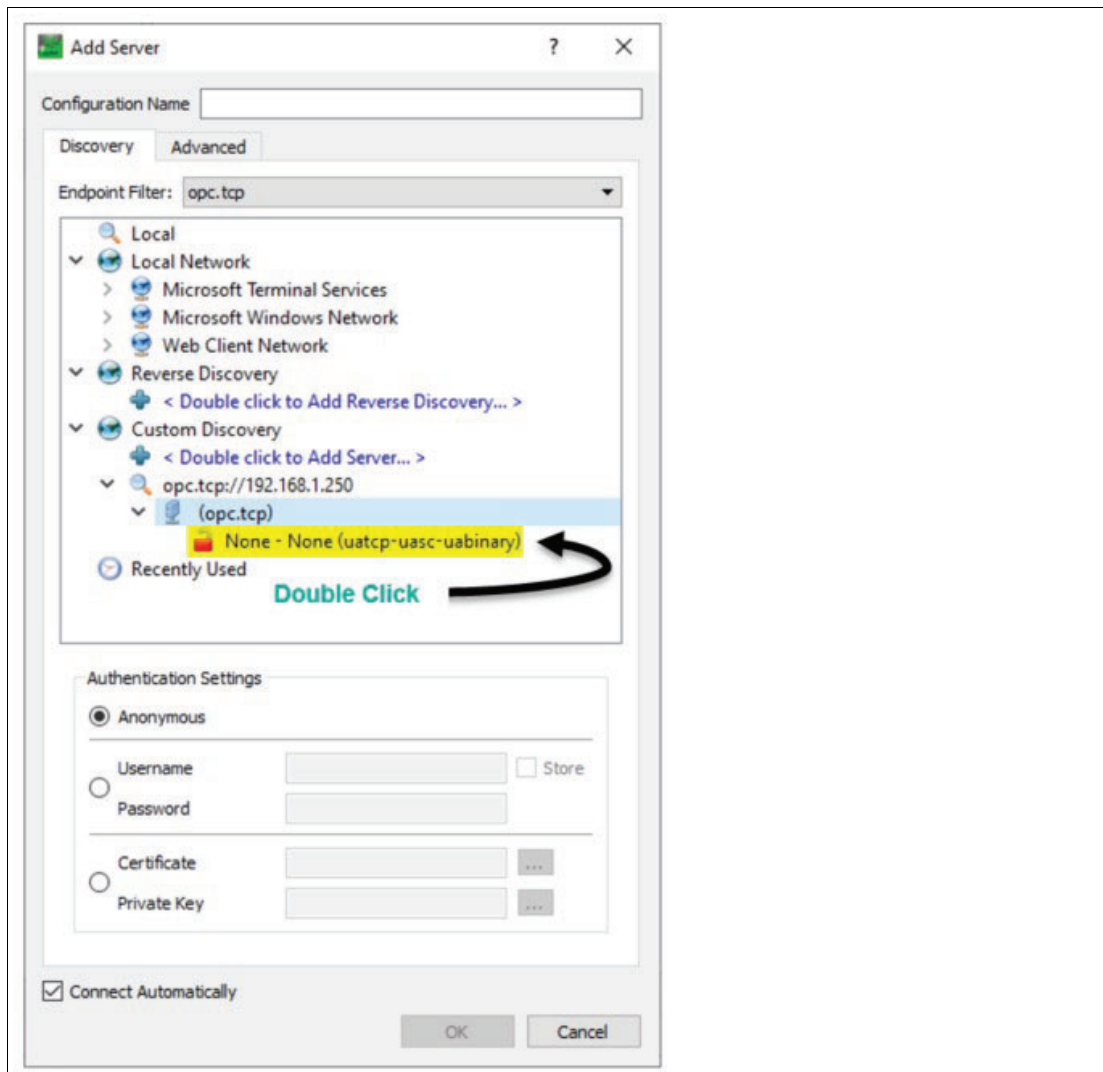 Add Server
?
Configuration Name
Discovery Advanced
Endpoint Filter: opc.tcp
Local
Local Network
Microsoft Terminal Services
Microsoft Windows Network
Web Client Network
Reverse Discovery
< Double click to Add Reverse Discovery... >
Custom Discovery
< Double click to Add Server... >
opc.tcp://192.168.1.250
(opc.tcp)
None - None (uatcp-uasc-uabinary)
Recently Used
Double Click
Authentication Settings
Anonymous
Username Store
Password
Certificate ...
Private Key ...
Connect Automatically
OK Cancel